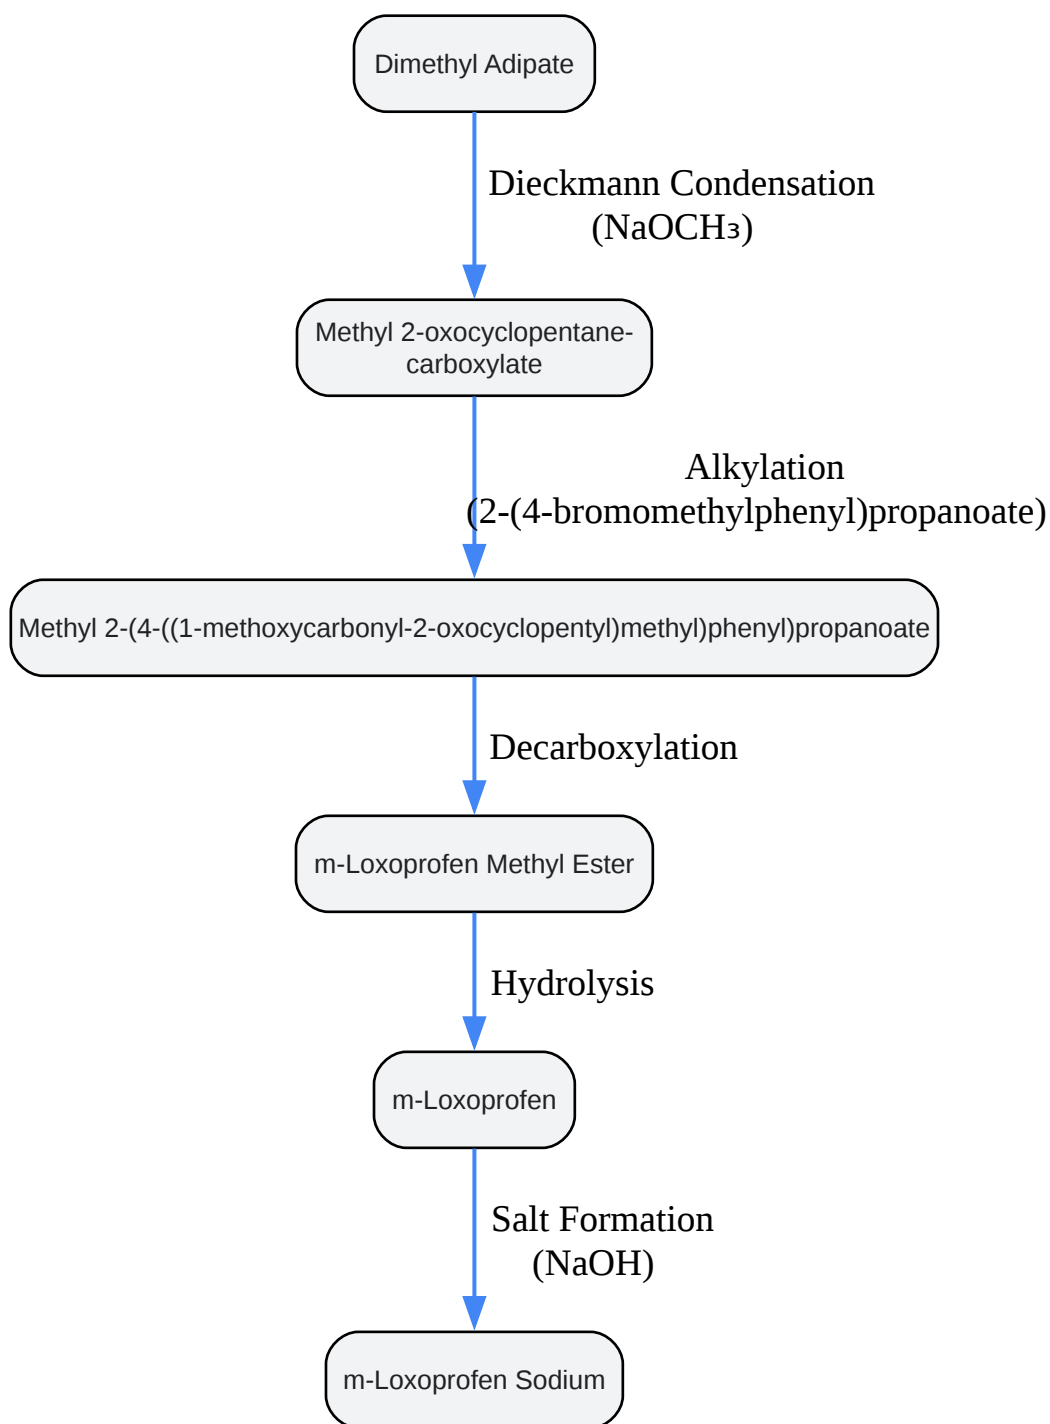 Dimethyl Adipate
Dieckmann Condensation
(NaOCH₃)
Methyl 2-oxocyclopentane-
carboxylate
Alkylation
(2-(4-bromomethylphenyl)propanoate)
Methyl 2-(4-((1-methoxycarbonyl-2-oxocyclopentyl)methyl)phenyl)propanoate
Decarboxylation
m-Loxoprofen Methyl Ester
Hydrolysis
m-Loxoprofen
Salt Formation
(NaOH)
m-Loxoprofen Sodium